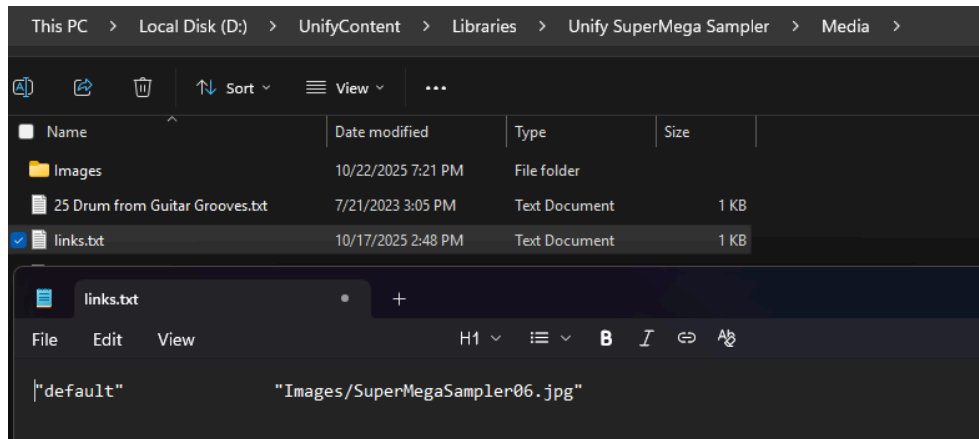 This PC > Local Disk (D:) > UnifyContent > Libraries > Unify SuperMega Sampler > Media >
Sort View ...
Name Date modified Type Size
Images 10/22/2025 7:21 PM File folder
25 Drum from Guitar Grooves.txt 7/21/2023 3:05 PM Text Document 1 KB
links.txt 10/17/2025 2:48 PM Text Document 1 KB
links.txt
File Edit View H1 B I
"default" "Images/SuperMegaSampler06.jpg"